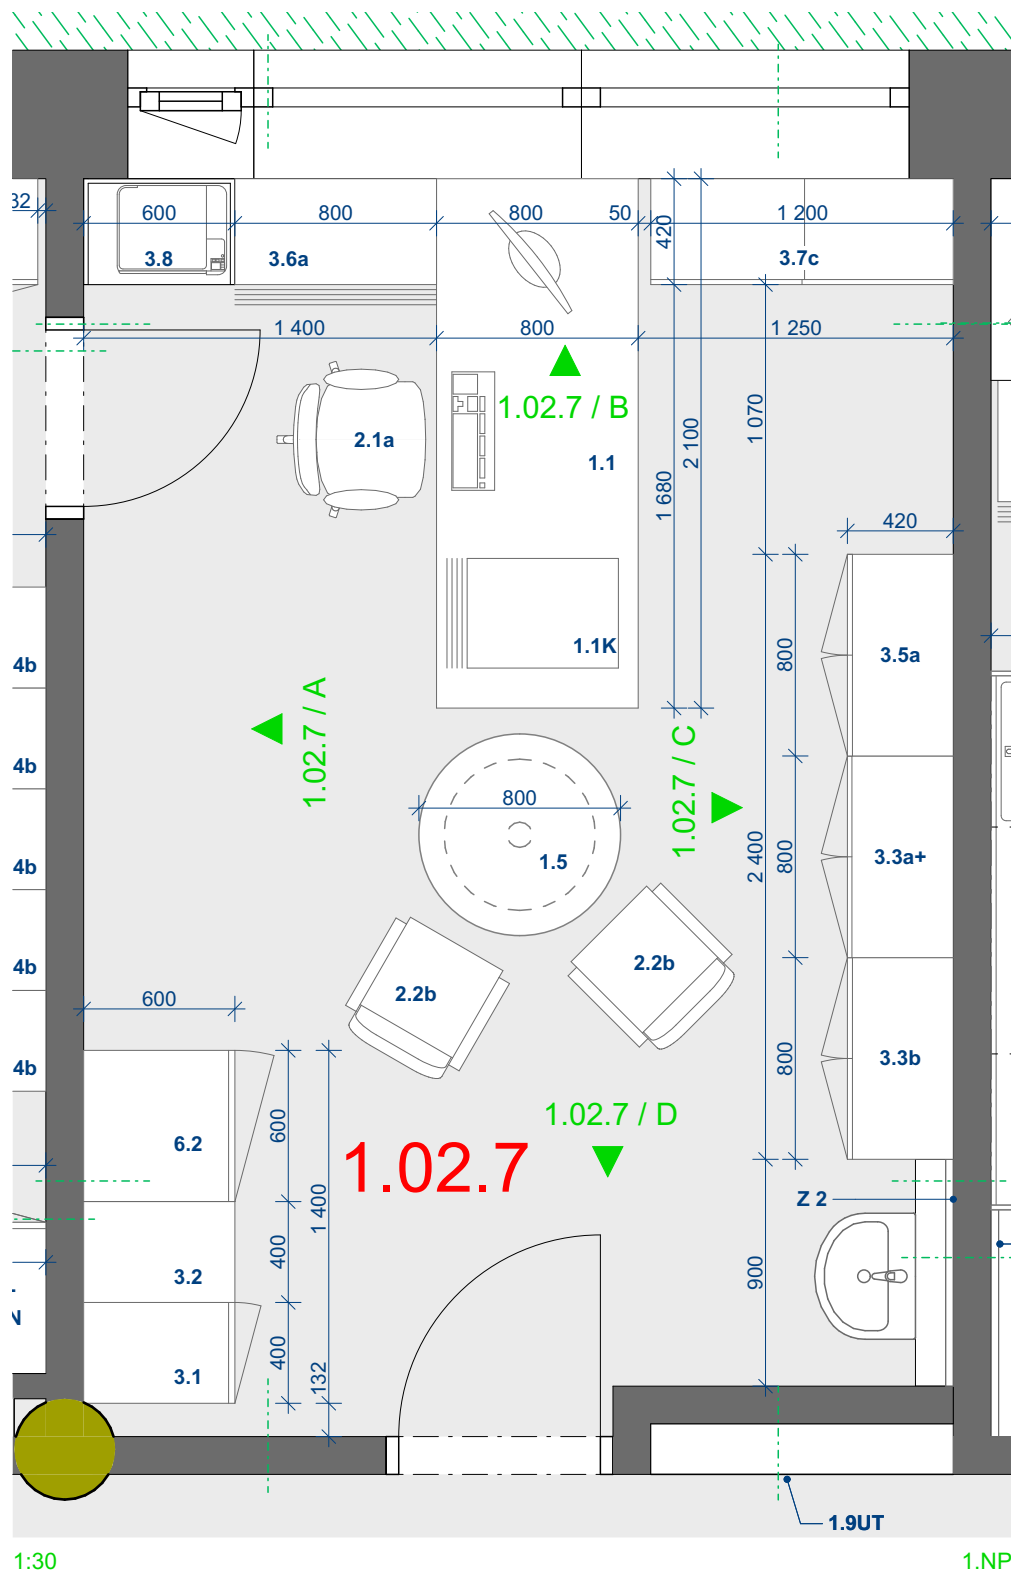 32
600
800
800
50
420
1 200
3.8
3.6a
3.7c
1 400
800
1 250
1.02.7 / B
2.1a
1.1
1 070
2 100
1 680
420
1.1K
4b
800
3.5a
1.02.7 / A
1.02.7 / C
4b
800
1.5
2 400
800
3.3a+
4b
2.2b
2.2b
4b
600
4b
800
3.3b
1.02.7 / D
6.2
600
1.02.7
1 400
Z 2
3.2
400
900
N
3.1
400
132
1.9UT
1:30
1.NP